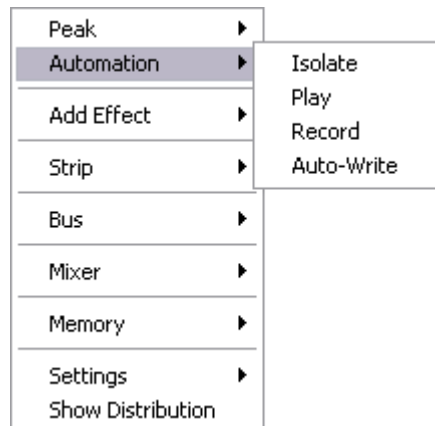 Peak
Automation
Isolate
Play
Record
Auto-Write
Add Effect
Strip
Bus
Mixer
Memory
Settings
Show Distribution